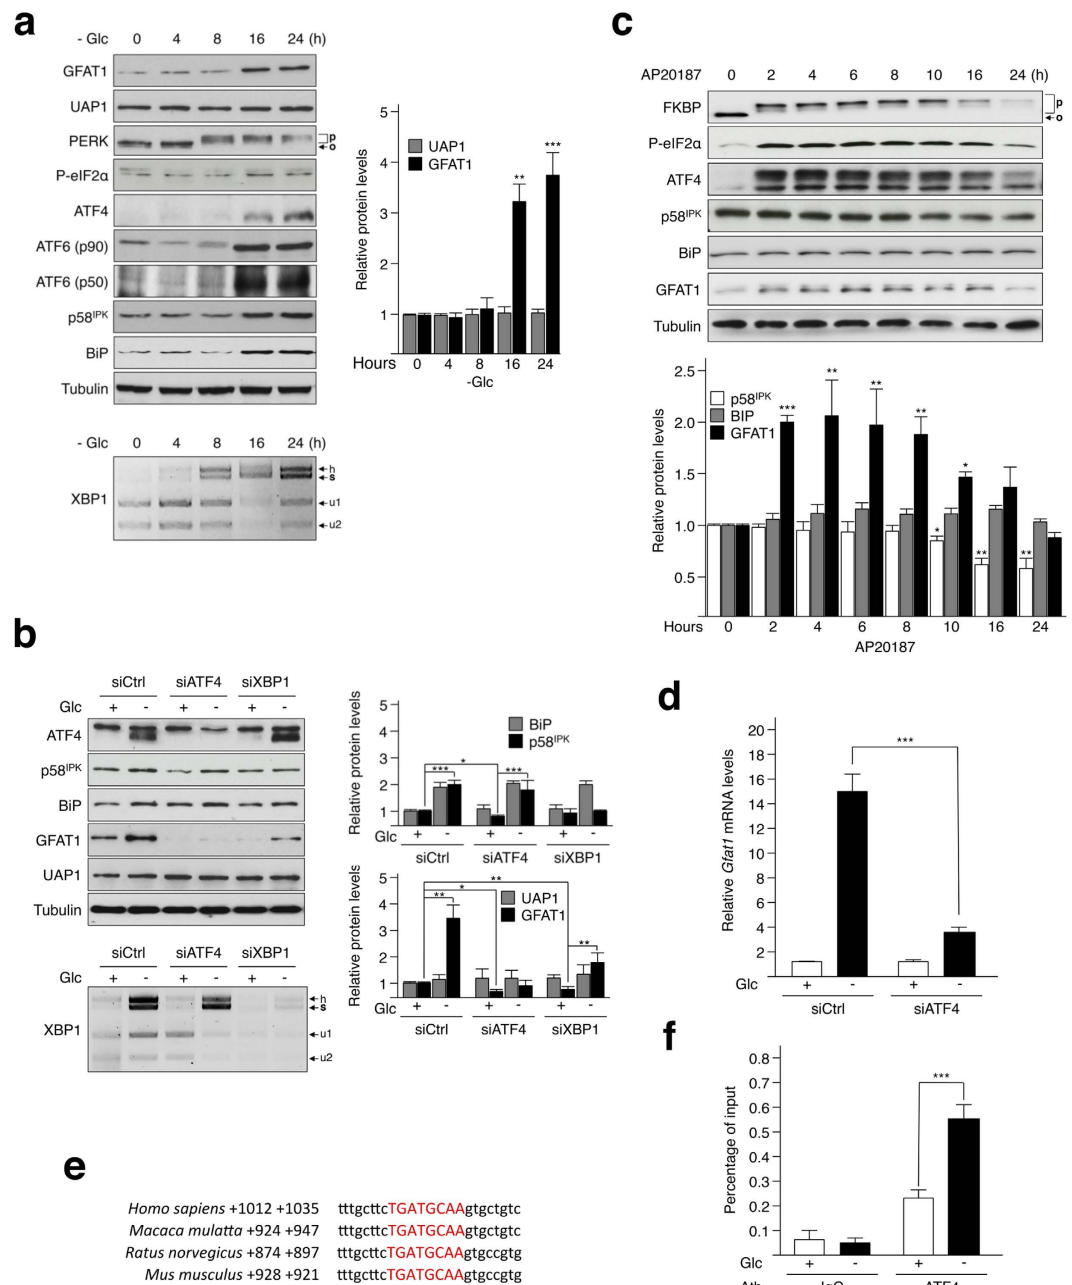 a
- Glc 0 4 8 16 24 (h)
GFAT1
UAP1
PERK
p
o
P-eIF2α
ATF4
ATF6 (p90)
ATF6 (p50)
p58IPK
BiP
Tubulin
- Glc 0 4 8 16 24 (h)
XBP1
h
s
u1
u2
Relative protein levels
5
4
3
2
1
UAP1
GFAT1
**
***
Hours 0 4 8 16 24
-Glc
c
AP20187 0 2 4 6 8 10 16 24 (h)
FKBP
p
o
P-eIF2α
ATF4
p58IPK
BiP
GFAT1
Tubulin
Relative protein levels
2.5
2.0
1.5
1.0
0.5
p58IPK
BIP
GFAT1
***
**
**
**
*
*
**
**
Hours 0 2 4 6 8 10 16 24
AP20187
b
siCtrl siATF4 siXBP1
Glc + - + - + -
ATF4
p58IPK
BiP
GFAT1
UAP1
Tubulin
siCtrl siATF4 siXBP1
Glc + - + - + -
XBP1
h
s
u1
u2
Relative protein levels
5
4
3
2
1
BiP
p58IPK
*
***
***
Glc + - + - + -
siCtrl siATF4 siXBP1
Relative protein levels
5
4
3
2
1
UAP1
GFAT1
**
*
**
**
Glc + - + - + -
siCtrl siATF4 siXBP1
d
Relative Gfat1 mRNA levels
20
18
16
14
12
10
8
6
4
2
***
Glc + - + -
siCtrl siATF4
e
Homo sapiens +1012 +1035 tttgcttcTGATGCAAgtgctgtc
Macaca mulatta +924 +947 tttgcttcTGATGCAAgtgctgtc
Ratus norvegicus +874 +897 tttgcttcTGATGCAAgtgccgtg
Mus musculus +928 +921 tttgcttcTGATGCAAgtgccgtg
f
Percentage of input
0.8
0.7
0.6
0.5
0.4
0.3
0.2
0.1
***
Glc + - + -